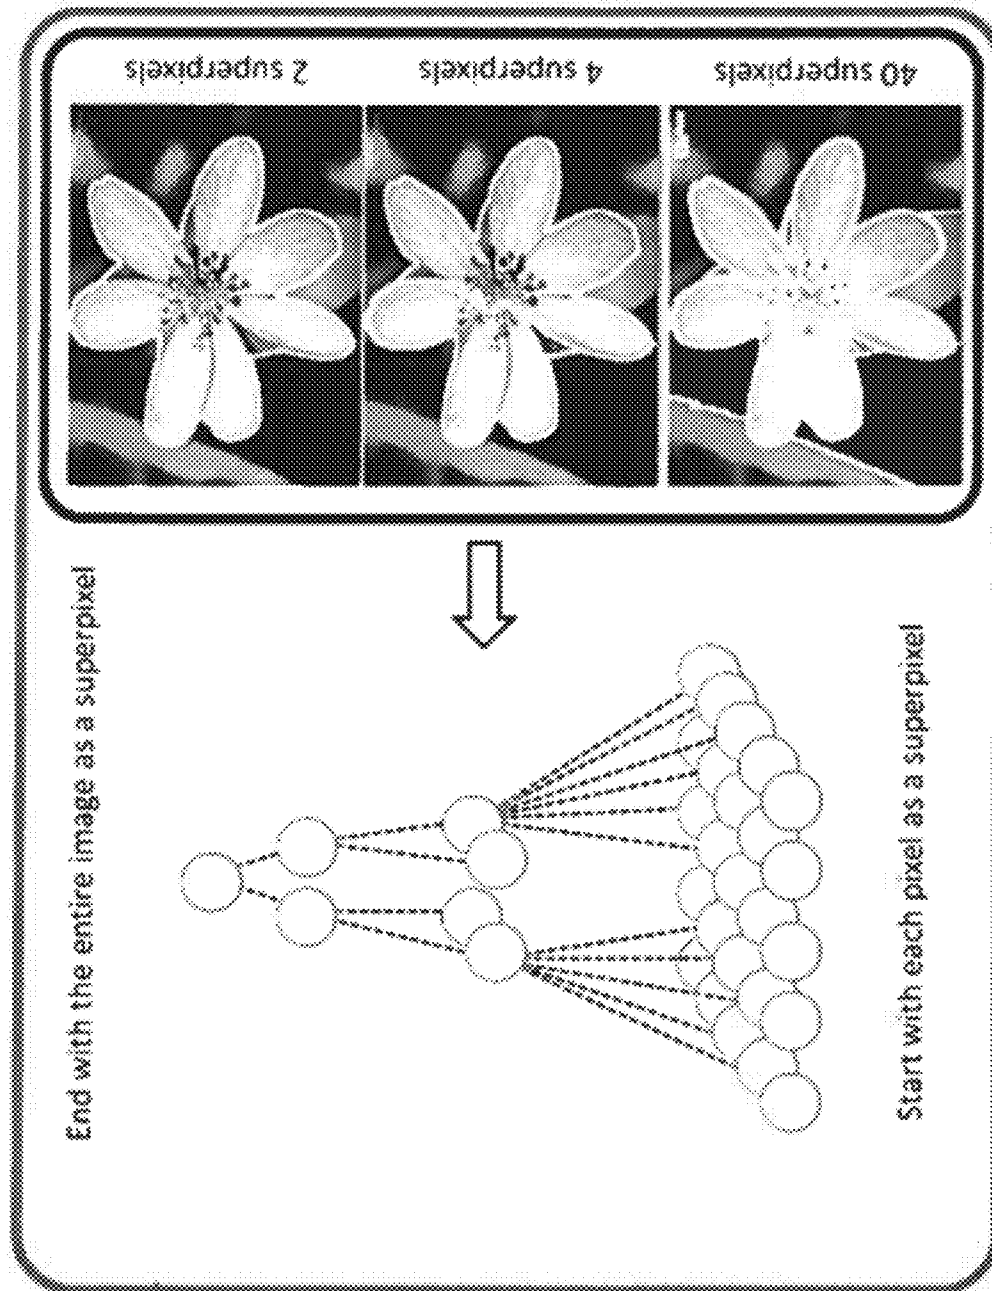 2 superpixels
4 superpixels
40 superpixels
End with the entire image as a superpixel
Start with each pixel as a superpixel